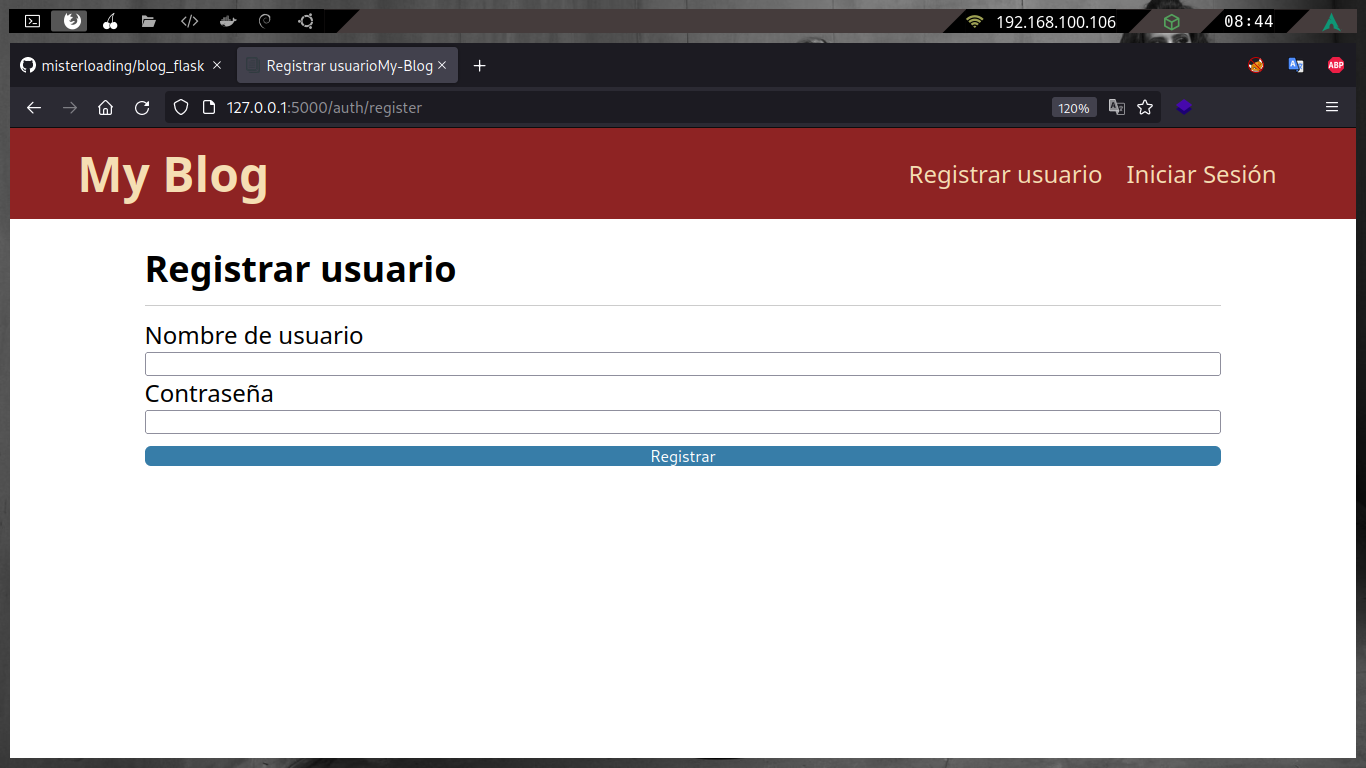 192.168.100.106
08:44
misterloading/blog_flask
Registrar usuarioMy-Blog
ABP
127.0.0.1:5000/auth/register
120%
My Blog
Registrar usuario
Iniciar Sesión
Registrar usuario
Nombre de usuario
Contraseña
Registrar